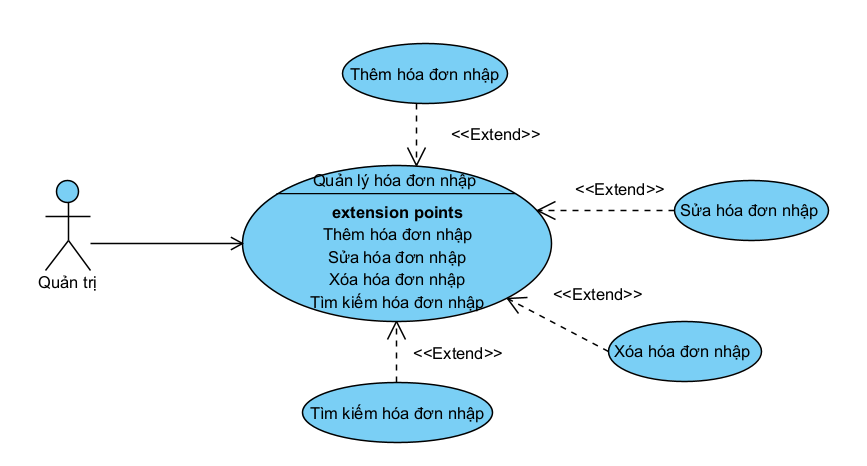 Thêm hóa đơn nhập
<<Extend>>
Quản lý hóa đơn nhập
extension points
Thêm hóa đơn nhập
Sửa hóa đơn nhập
Xóa hóa đơn nhập
Tìm kiếm hóa đơn nhập
<<Extend>>
Sửa hóa đơn nhập
Quản trị
<<Extend>>
Xóa hóa đơn nhập
<<Extend>>
Tìm kiếm hóa đơn nhập